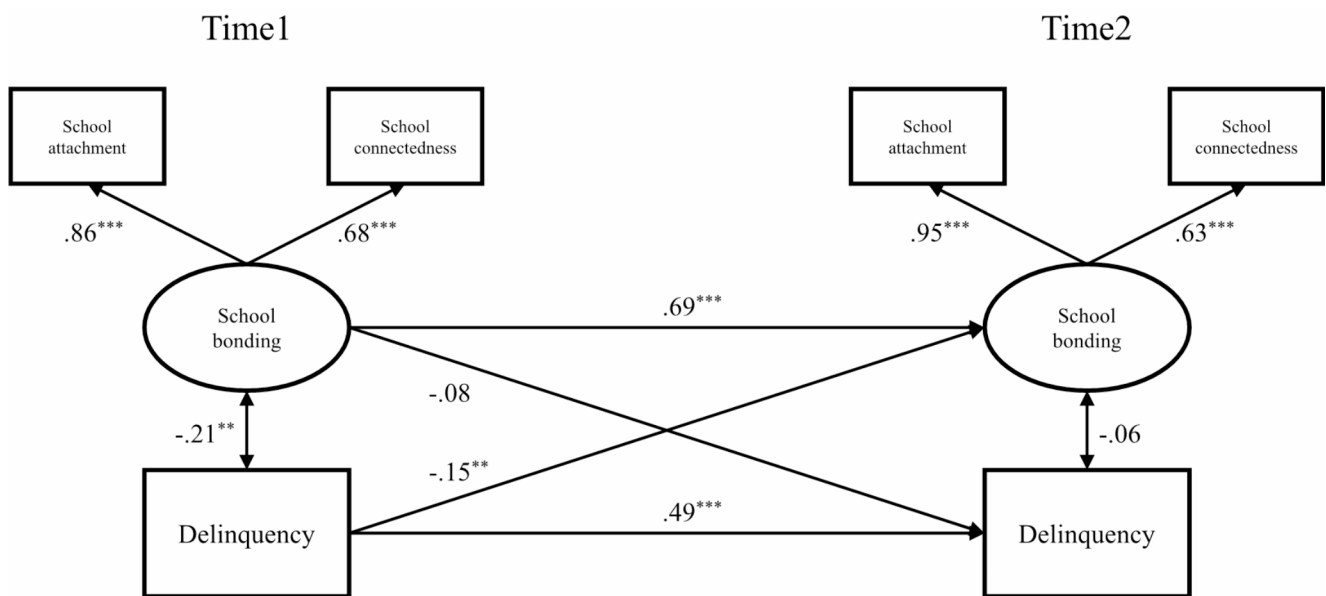 Time1
Time2
School
attachment
School
connectedness
School
attachment
School
connectedness
.86***
.68***
.95***
.63***
School
bonding
.69***
School
bonding
-.08
-.21**
-.06
-.15**
.49***
Delinquency
Delinquency